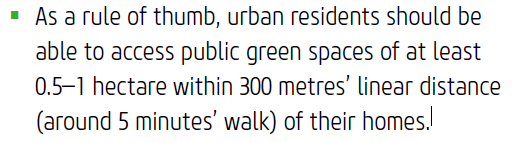 As a rule of thumb, urban residents should be
able to access public green spaces of at least
0.5–1 hectare within 300 metres’ linear distance
(around 5 minutes’ walk) of their homes.